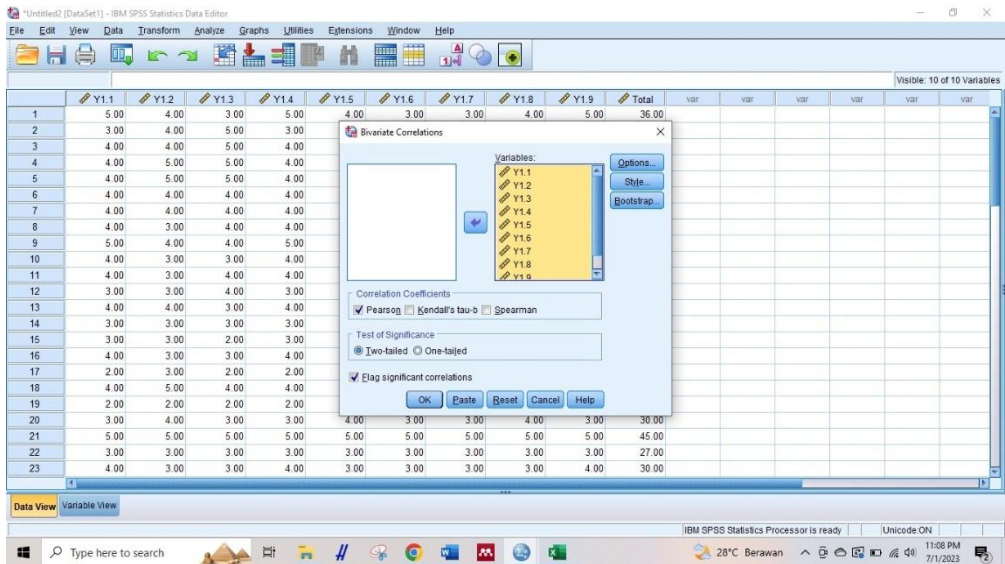 *Untitled2 [DataSet1] - IBM SPSS Statistics Data Editor
File Edit View Data Transform Analyze Graphs Utilities Extensions Window Help
Visible: 10 of 10 Variables
Y1.1 Y1.2 Y1.3 Y1.4 Y1.5 Y1.6 Y1.7 Y1.8 Y1.9 Total var var var var var var
1 5.00 4.00 3.00 5.00 4.00 3.00 3.00 4.00 5.00 36.00
2 3.00 4.00 5.00 3.00
3 4.00 4.00 5.00 4.00
4 4.00 5.00 5.00 4.00
5 4.00 5.00 5.00 4.00
6 4.00 4.00 4.00 4.00
7 4.00 4.00 4.00 4.00
8 4.00 3.00 4.00 4.00
9 5.00 4.00 4.00 5.00
10 4.00 3.00 3.00 4.00
11 4.00 3.00 4.00 4.00
12 3.00 3.00 4.00 3.00
13 4.00 4.00 3.00 4.00
14 3.00 3.00 3.00 3.00
15 3.00 3.00 2.00 3.00
16 4.00 3.00 3.00 4.00
17 2.00 3.00 2.00 2.00
18 4.00 5.00 4.00 4.00
19 2.00 2.00 2.00 2.00
20 3.00 4.00 3.00 3.00 4.00 3.00 3.00 4.00 3.00 30.00
21 5.00 5.00 5.00 5.00 5.00 5.00 5.00 5.00 5.00 45.00
22 3.00 3.00 3.00 3.00 3.00 3.00 3.00 3.00 3.00 27.00
23 4.00 3.00 3.00 4.00 3.00 3.00 3.00 3.00 4.00 30.00
Bivariate Correlations
Variables:
Y1.1
Y1.2
Y1.3
Y1.4
Y1.5
Y1.6
Y1.7
Y1.8
Y1.9
Options...
Style...
Bootstrap...
Correlation Coefficients
Pearson Kendall's tau-b Spearman
Test of Significance
Two-tailed One-tailed
Flag significant correlations
OK Paste Reset Cancel Help
Data View Variable View
IBM SPSS Statistics Processor is ready Unicode:ON
Type here to search
28°C Berawan
11:08 PM
7/1/2023